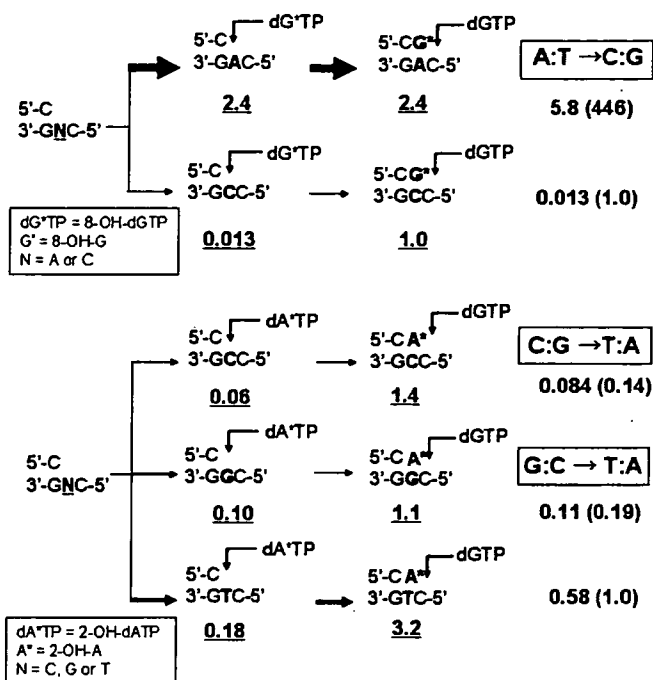 dG*TP
dGTP
5'-C
5'-CG*
3'-GAC-5'
3'-GAC-5'
A:T →C:G
2.4
2.4
5.8 (446)
5'-C
3'-GNC-5'
dG*TP
dGTP
5'-C
5'-CG*
3'-GCC-5'
3'-GCC-5'
0.013 (1.0)
0.013
1.0
dG*TP = 8-OH-dGTP
G* = 8-OH-G
N = A or C
dA*TP
dGTP
5'-C
5'-C A*
3'-GCC-5'
3'-GCC-5'
C:G →T:A
0.06
1.4
0.084 (0.14)
dA*TP
dGTP
5'-C
5'-C A*
3'-GGC-5'
3'-GGC-5'
G:C → T:A
0.10
1.1
0.11 (0.19)
5'-C
3'-GNC-5'
dA*TP
dGTP
5'-C
5'-C A*
3'-GTC-5'
3'-GTC-5'
0.58 (1.0)
0.18
3.2
dA*TP = 2-OH-dATP
A* = 2-OH-A
N = C, G or T